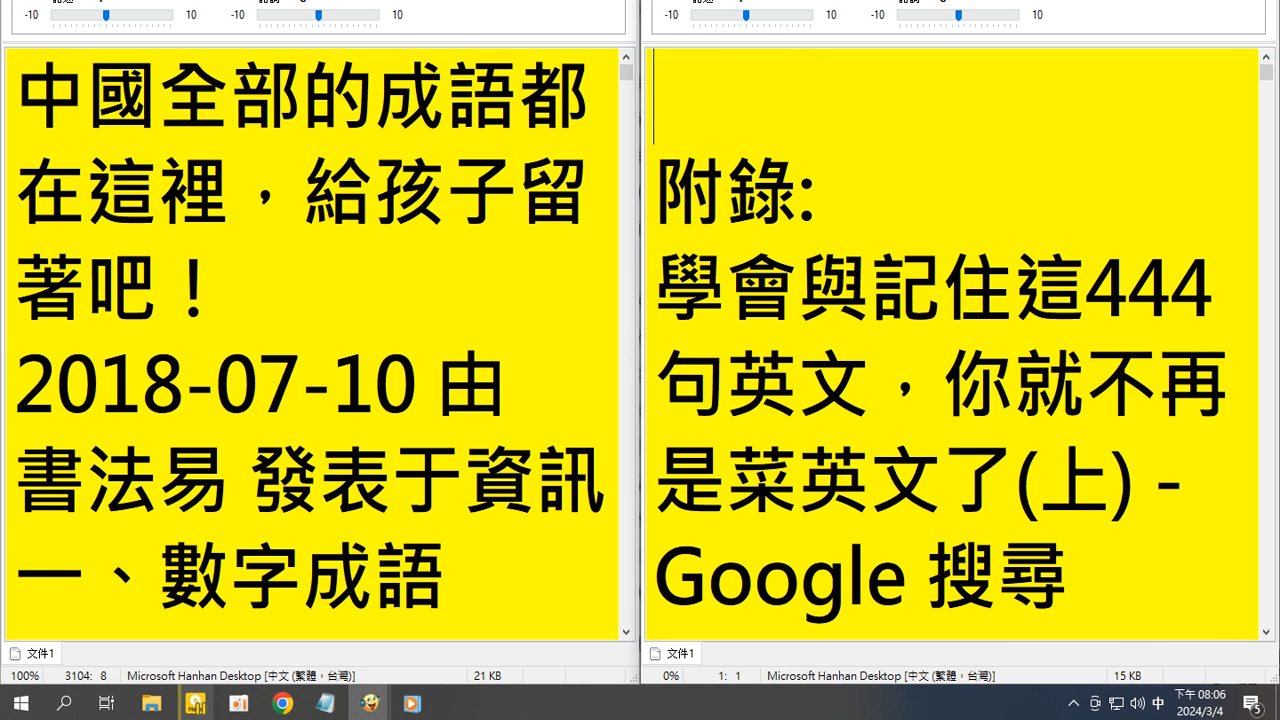 -10 10 -10 10
中國全部的成語都
在這裡，給孩子留
著吧！
2018-07-10 由
書法易 發表于資訊
一、數字成語
文件1
100% 3104: 8 Microsoft Hanhan Desktop [中文 (繁體，台灣)] 21 KB
-10 10 -10 10
附錄:
學會與記住這444
句英文，你就不再
是菜英文了(上) -
Google 搜尋
文件1
0% 1: 1 Microsoft Hanhan Desktop [中文 (繁體，台灣)] 15 KB
中
下午 08:06
2024/3/4
5